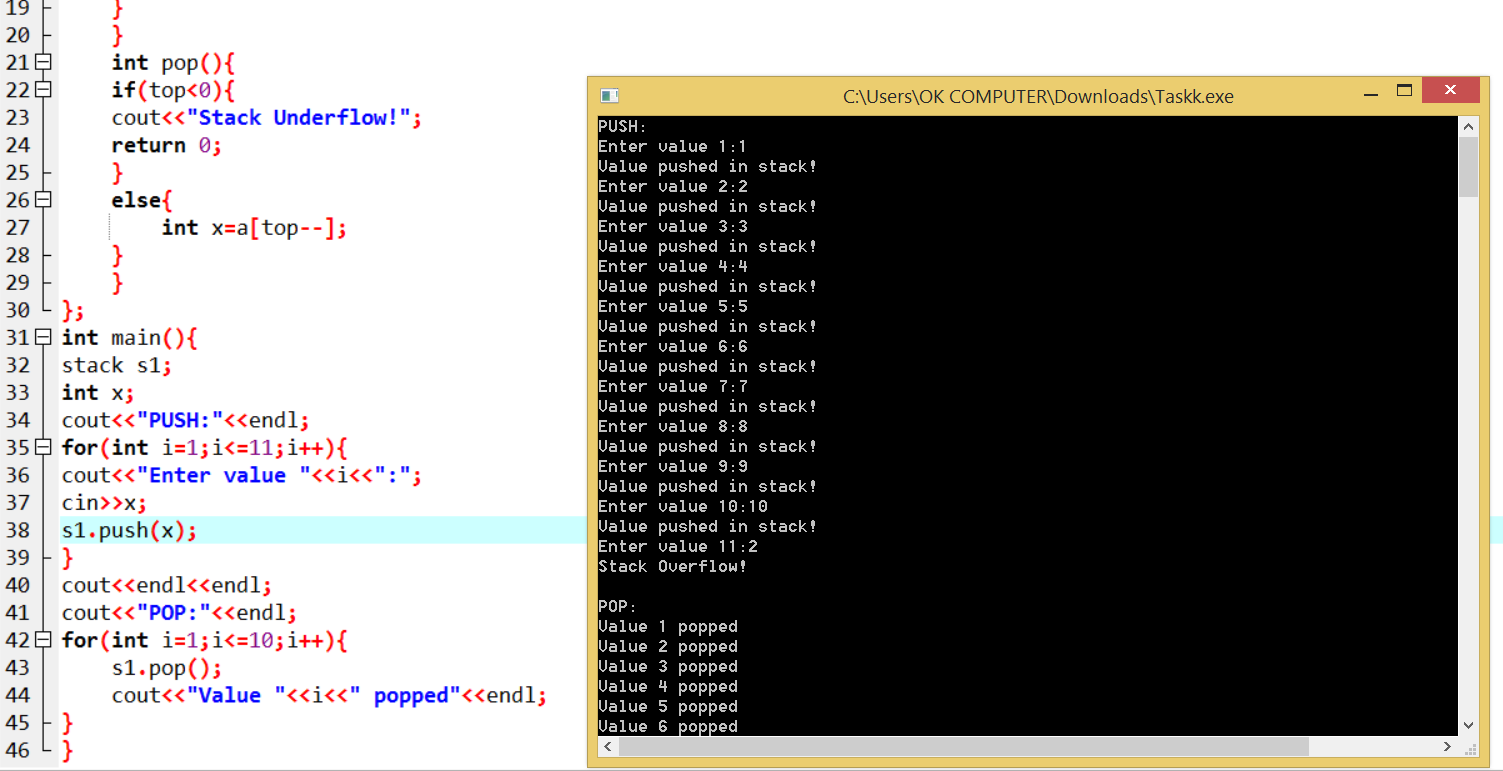 19 }
20 }
21 int pop(){
22 if(top<0){
23 cout<<"Stack Underflow!";
24 return 0;
25 }
26 else{
27 int x=a[top--];
28 }
29 }
30 };
31 int main(){
32 stack s1;
33 int x;
34 cout<<"PUSH:"<<endl;
35 for(int i=1;i<=11;i++){
36 cout<<"Enter value "<<i<<":";
37 cin>>x;
38 s1.push(x);
39 }
40 cout<<endl<<endl;
41 cout<<"POP:"<<endl;
42 for(int i=1;i<=10;i++){
43 s1.pop();
44 cout<<"Value "<<i<<" popped"<<endl;
45 }
46 }
C:\Users\OK COMPUTER\Downloads\Taskk.exe
PUSH:
Enter value 1:1
Value pushed in stack!
Enter value 2:2
Value pushed in stack!
Enter value 3:3
Value pushed in stack!
Enter value 4:4
Value pushed in stack!
Enter value 5:5
Value pushed in stack!
Enter value 6:6
Value pushed in stack!
Enter value 7:7
Value pushed in stack!
Enter value 8:8
Value pushed in stack!
Enter value 9:9
Value pushed in stack!
Enter value 10:10
Value pushed in stack!
Enter value 11:2
Stack Overflow!
POP:
Value 1 popped
Value 2 popped
Value 3 popped
Value 4 popped
Value 5 popped
Value 6 popped